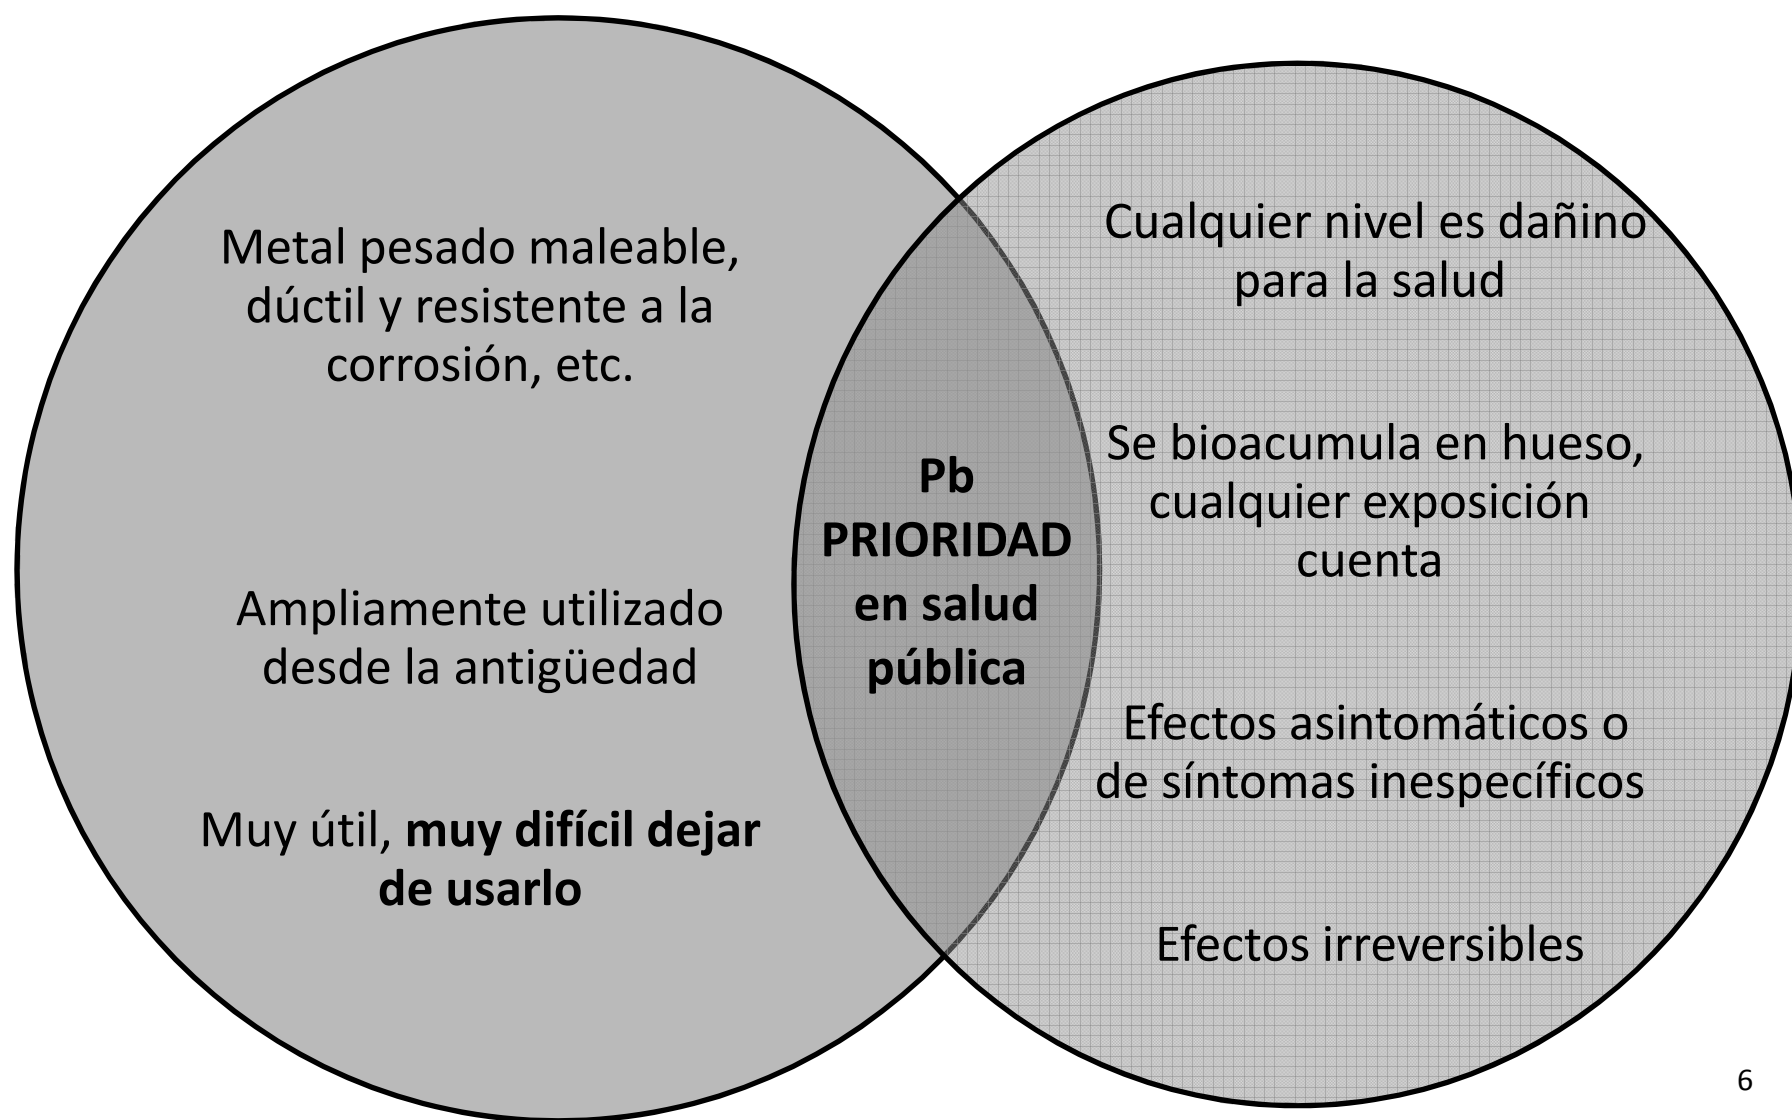 Metal pesado maleable,
dúctil y resistente a la
corrosión, etc.
Ampliamente utilizado
desde la antigüedad
Muy útil, muy difícil dejar
de usarlo
Pb
PRIORIDAD
en salud
pública
Cualquier nivel es dañino
para la salud
Se bioacumula en hueso,
cualquier exposición
cuenta
Efectos asintomáticos o
de síntomas inespecíficos
Efectos irreversibles
6